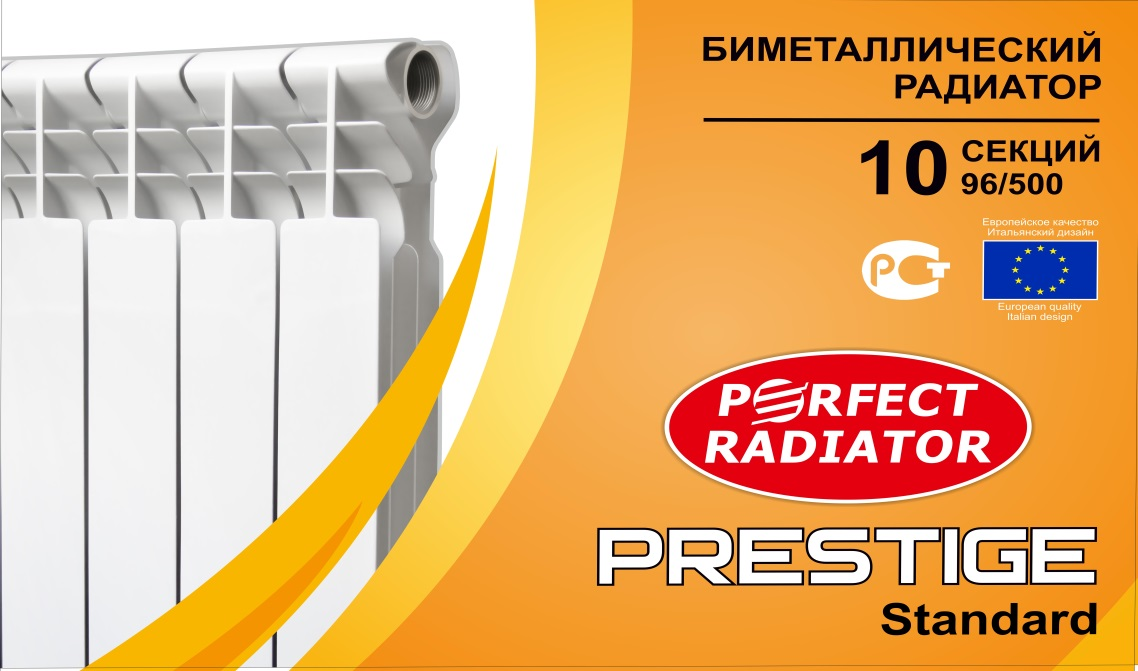 БИМЕТАЛЛИЧЕСКИЙ
РАДИАТОР
10 СЕКЦИЙ
96/500
Европейское качество
Итальянский дизайн
РСТ
European quality
Italian design
PERFECT
RADIATOR
PRESTIGE
Standard